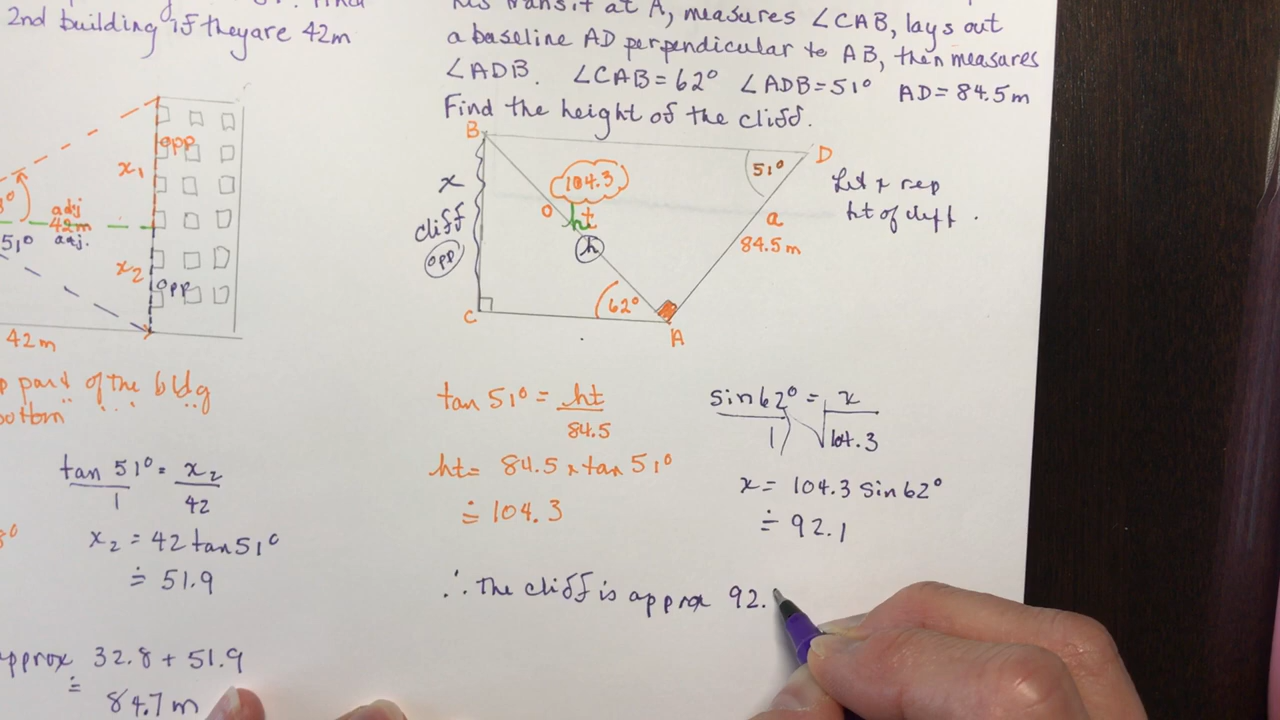 2nd building if they are 42m
his transit at A, measures ∠CAB, lays out
a baseline AD perpendicular to AB, then measures
∠ADB. ∠CAB=62° ∠ADB=51° AD=84.5m
Find the height of the cliff.
opp
x₁
adj
42m
adj.
51°
x₂
opp
42m
B
D
51°
x
cliff
opp
104.3
o
ht
h
a
84.5m
62°
C
A
Let x rep
ht of cliff.
part of the bldg
bottom
tan 51° = x₂
1 42
x₂ = 42 tan 51°
≐ 51.9
approx 32.8 + 51.9
≐ 84.7m
tan 51° = ht
84.5
ht = 84.5 x tan 51°
≐ 104.3
sin 62° = x
1 104.3
x = 104.3 sin 62°
≐ 92.1
∴ The cliff is approx 92.